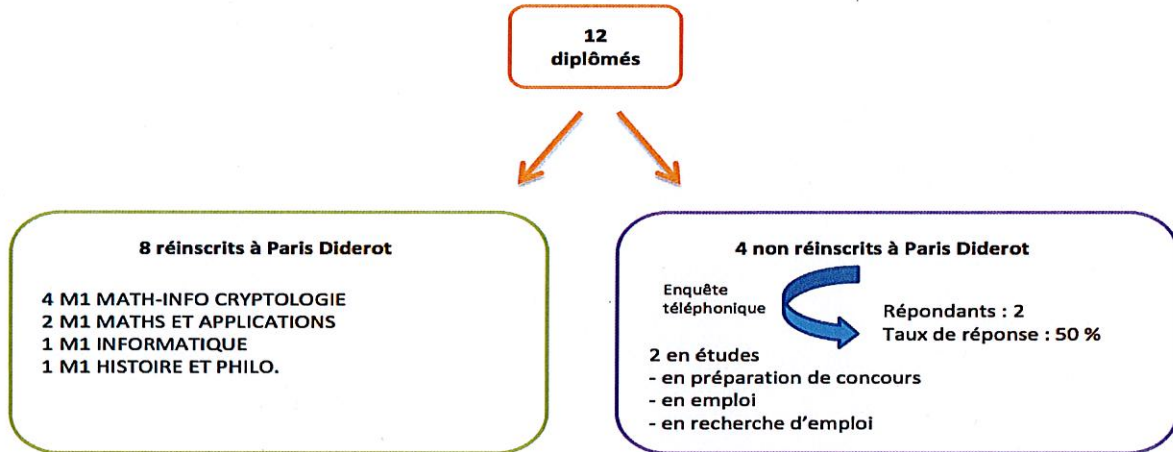 12
diplômés
8 réinscrits à Paris Diderot
4 M1 MATH-INFO CRYPTOLOGIE
2 M1 MATHS ET APPLICATIONS
1 M1 INFORMATIQUE
1 M1 HISTOIRE ET PHILO.
4 non réinscrits à Paris Diderot
Enquête
téléphonique
Répondants : 2
Taux de réponse : 50 %
2 en études
- en préparation de concours
- en emploi
- en recherche d'emploi